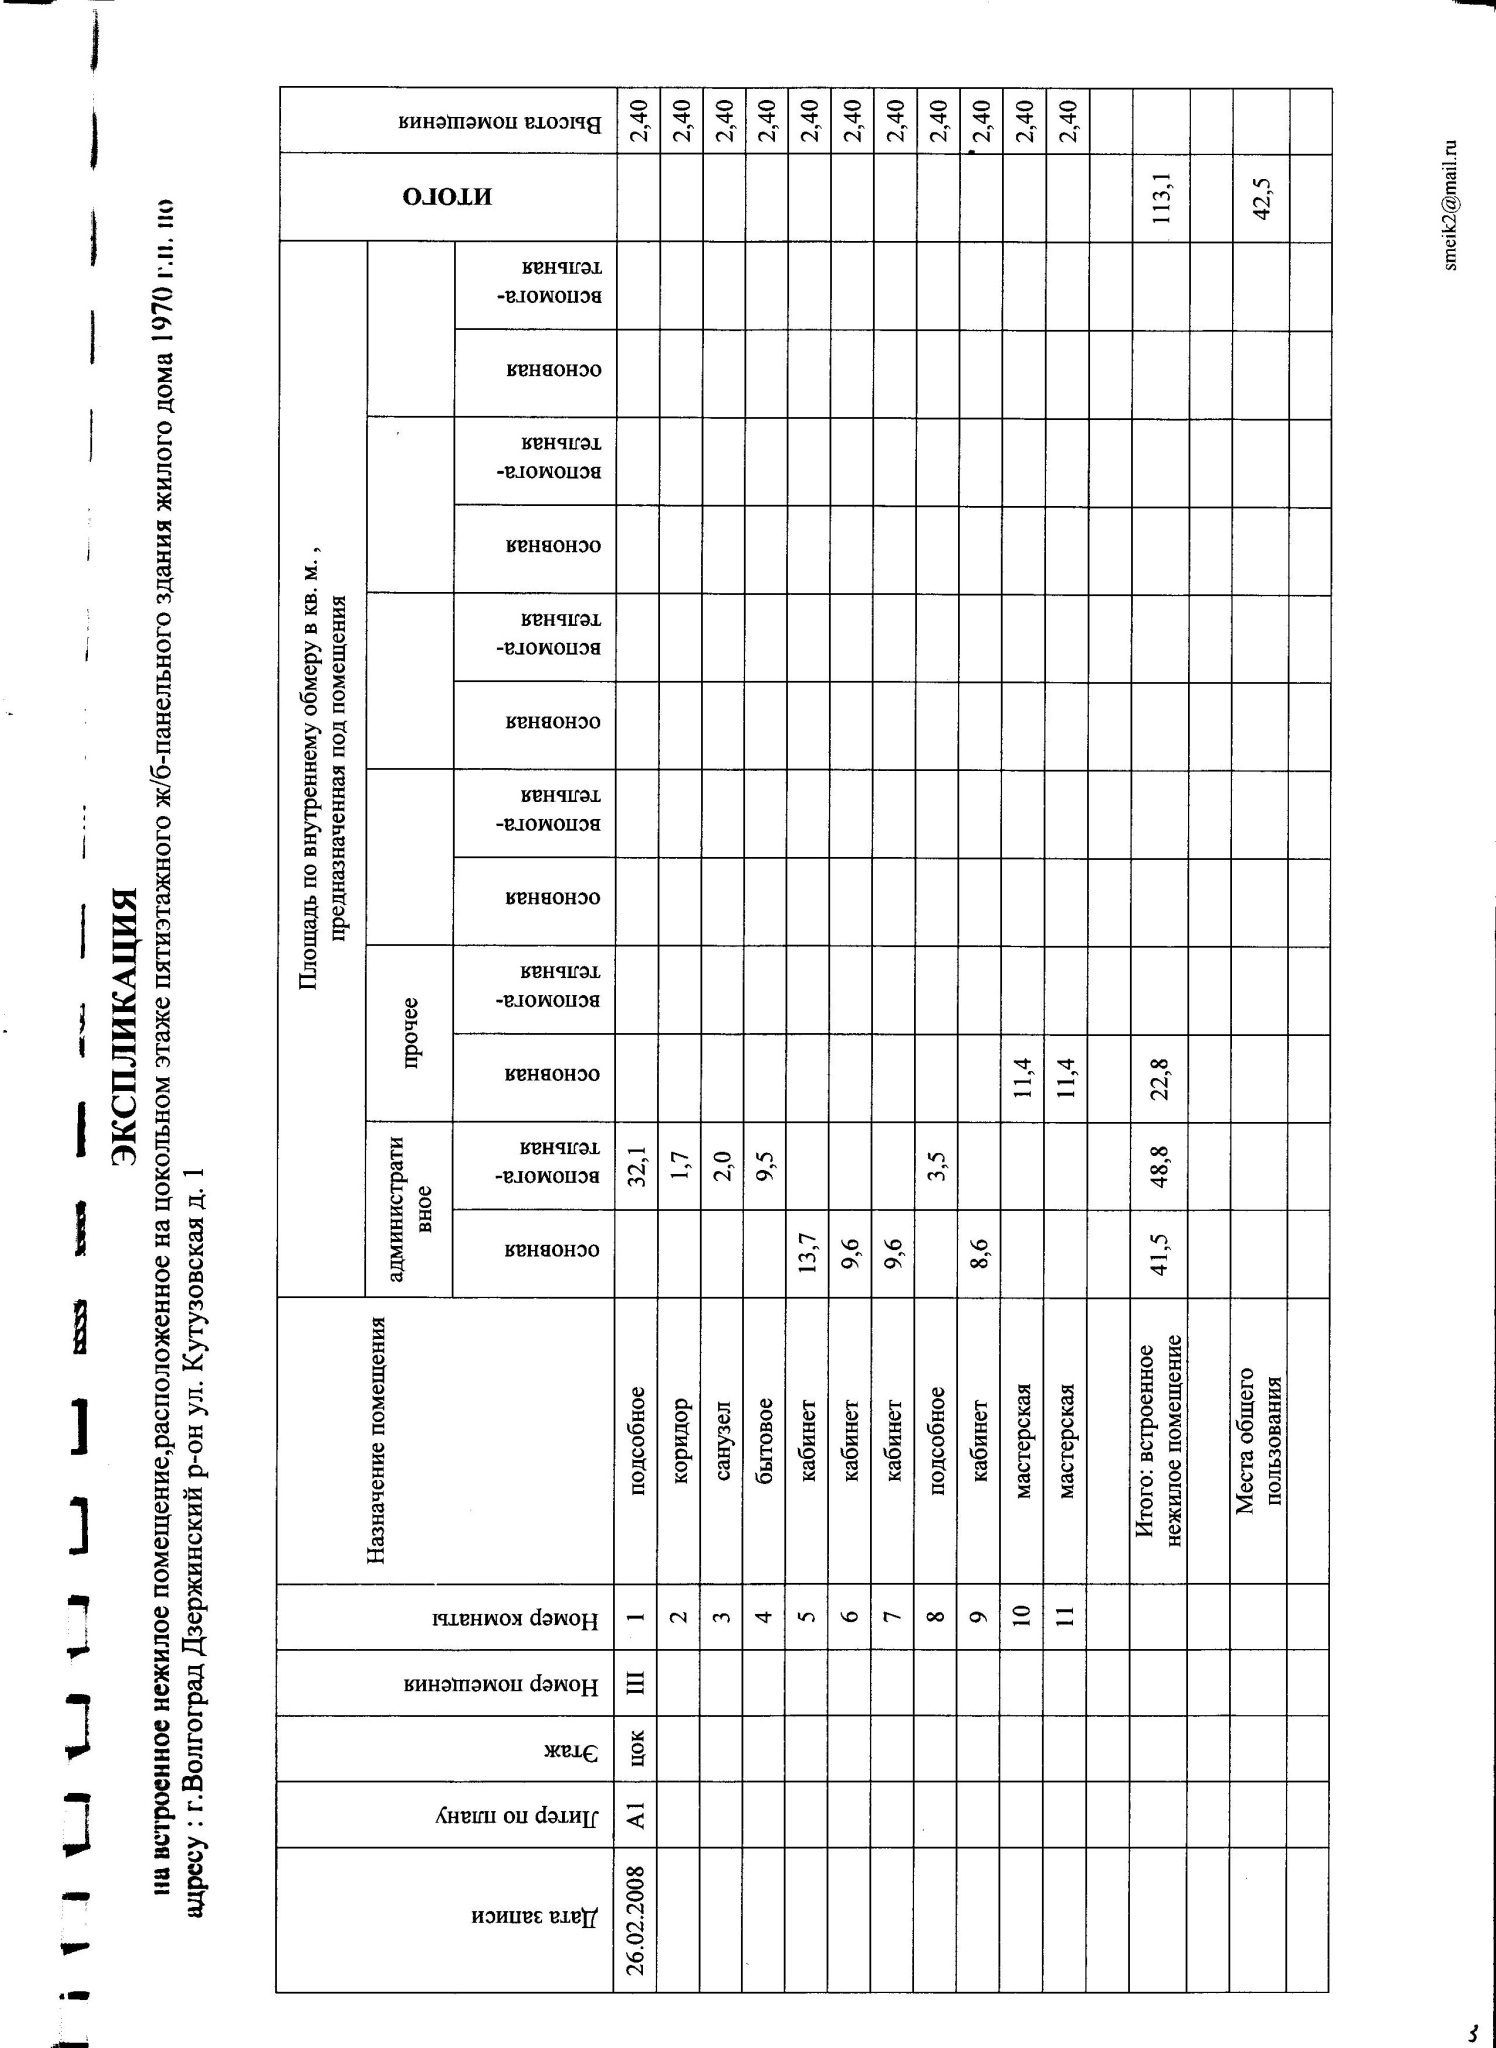 ЭКСПЛИКАЦИЯ
на встроенное нежилое помещение,расположенное на цокольном этаже пятиэтажного ж/б-панельного здания жилого дома 1970 г.п. по
адресу : г.Волгоград Дзержинский р-он ул. Кутузовская д. 1
Дата записи
Литер по плану
Этаж
Номер помещения
Номер комнаты
Назначение помещения
Площадь по внутреннему обмеру в кв. м. ,
предназначенная под помещения
ИТОГО
Высота помещения
администрати
вное
прочее
основная
вспомога-
тельная
основная
вспомога-
тельная
основная
вспомога-
тельная
основная
вспомога-
тельная
основная
вспомога-
тельная
основная
вспомога-
тельная
26.02.2008 А1 цок III 1 подсобное 32,1 2,40
2 коридор 1,7 2,40
3 санузел 2,0 2,40
4 бытовое 9,5 2,40
5 кабинет 13,7 2,40
6 кабинет 9,6 2,40
7 кабинет 9,6 2,40
8 подсобное 3,5 2,40
9 кабинет 8,6 2,40
10 мастерская 11,4 2,40
11 мастерская 11,4 2,40
Итого: встроенное
нежилое помещение 41,5 48,8 22,8 113,1
Места общего
пользования 42,5
smeik2@mail.ru
3